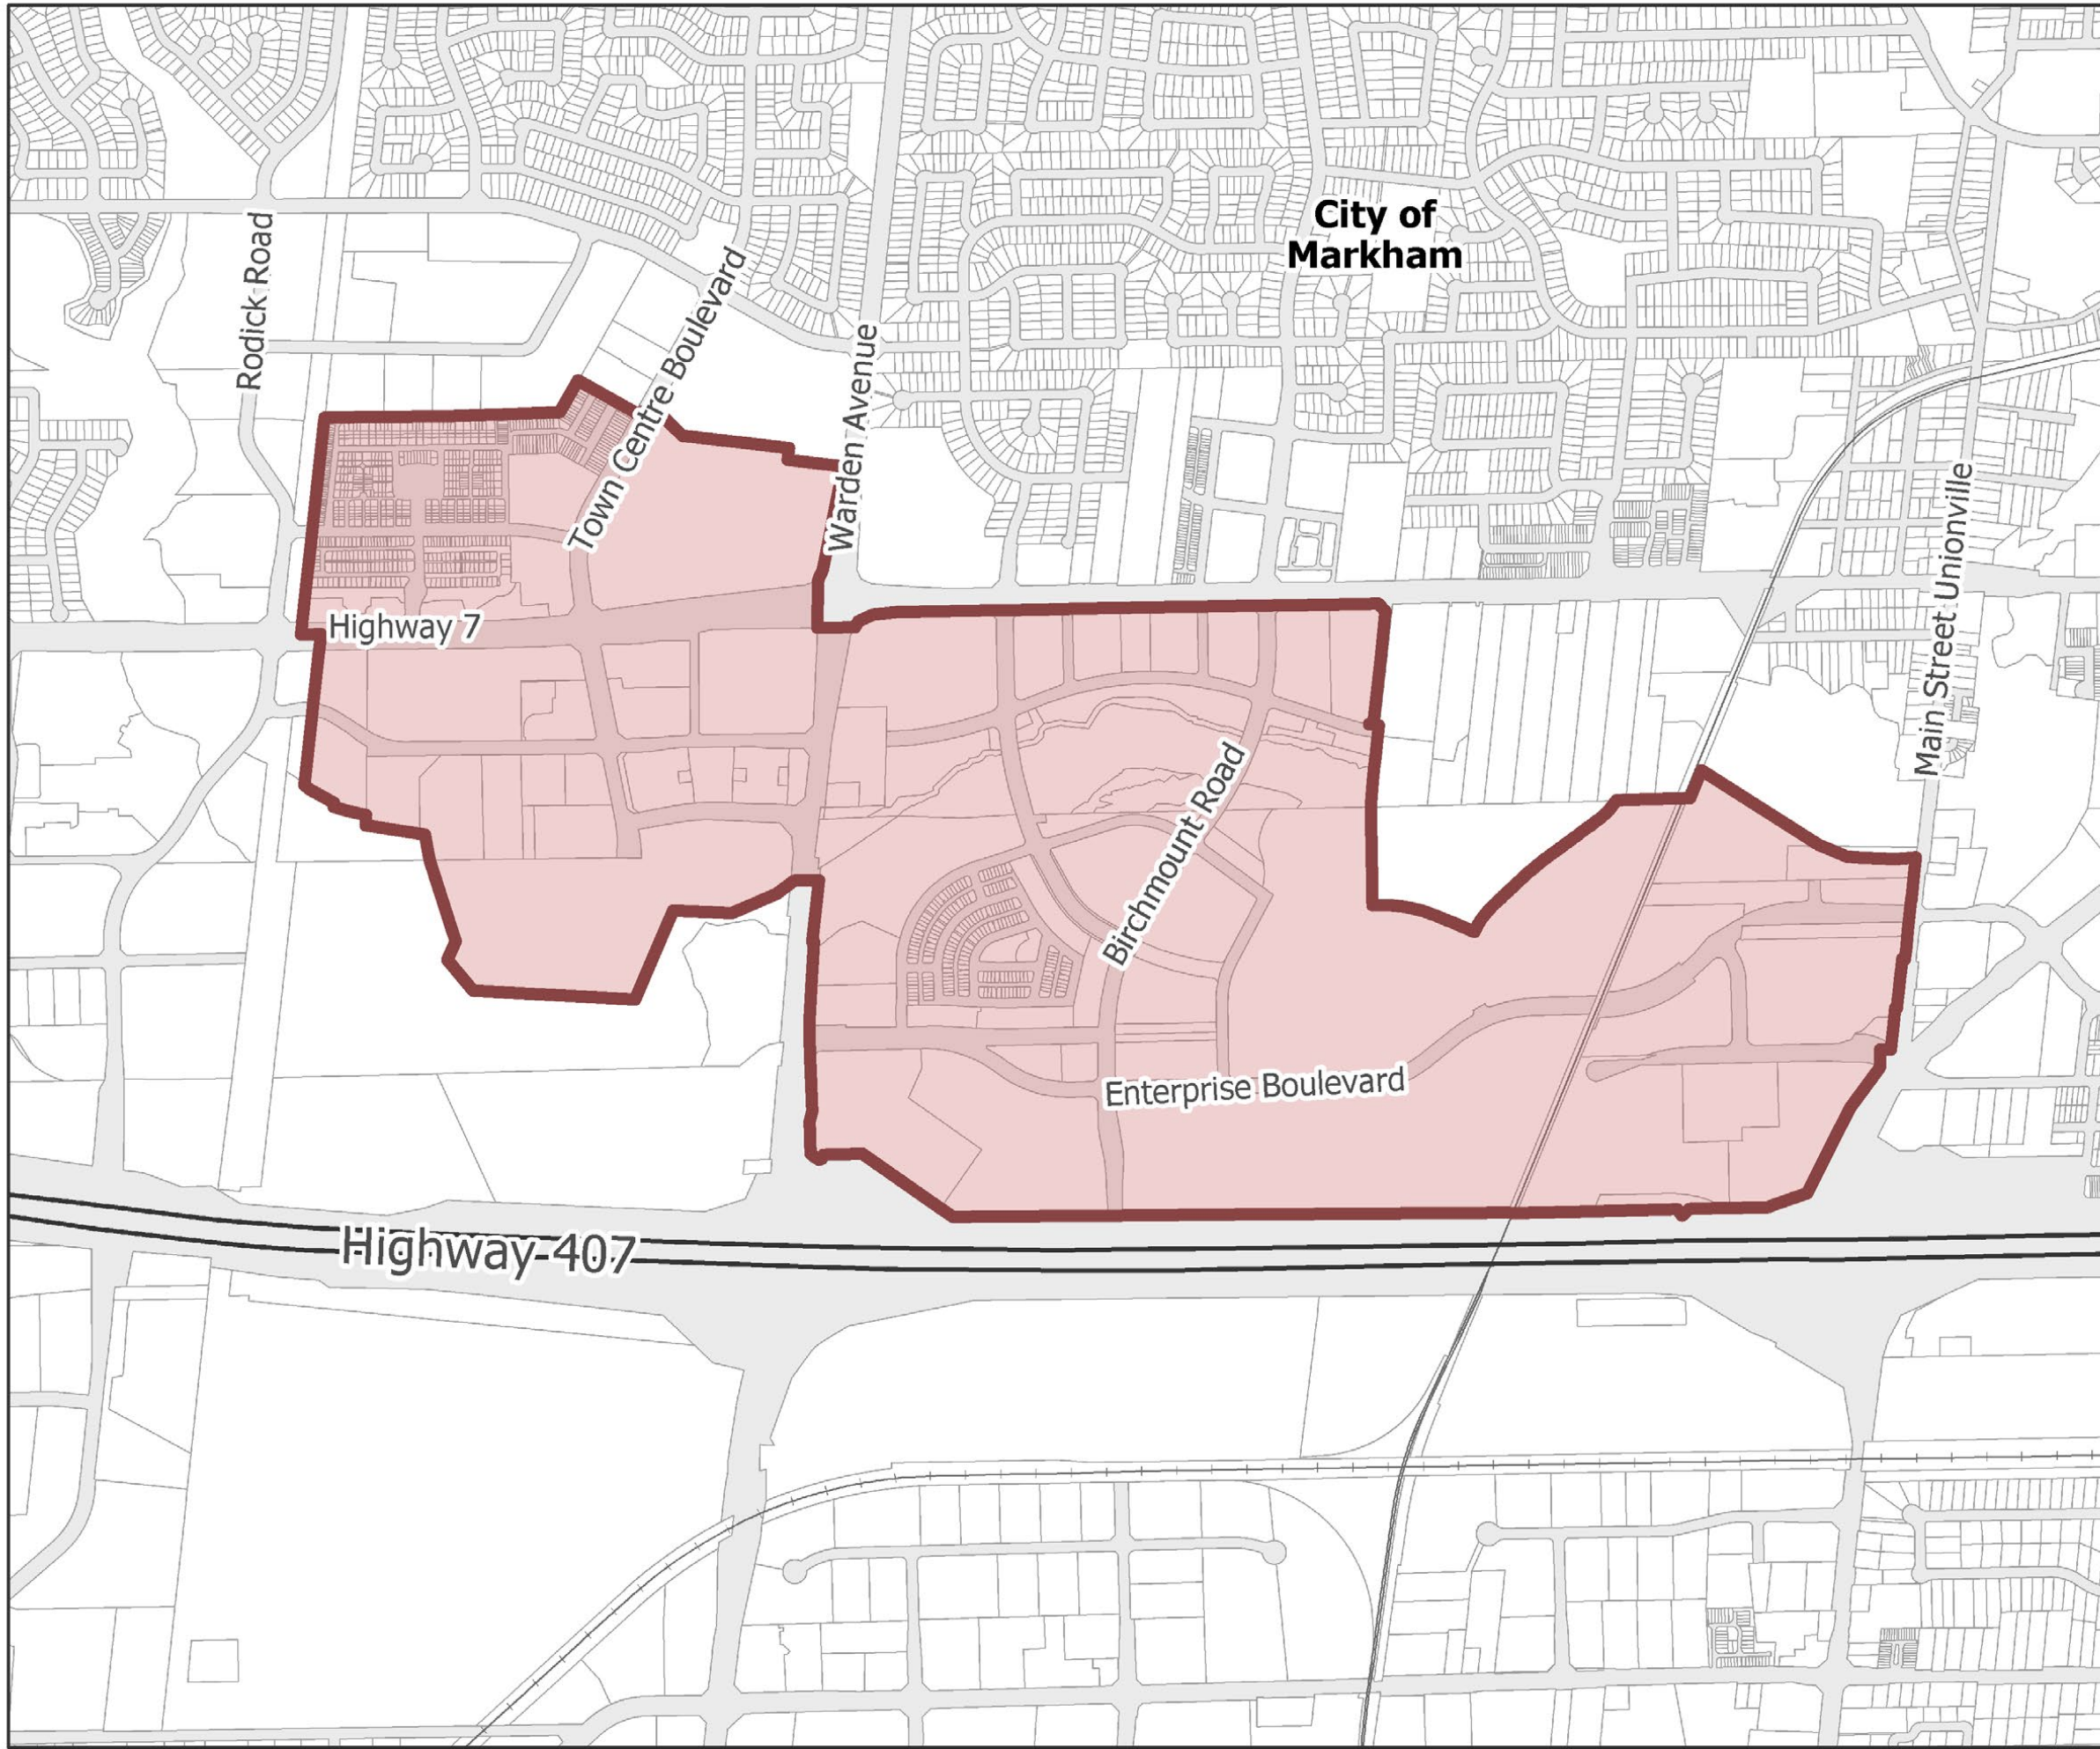 City of
Markham
Rodick Road
Town Centre Boulevard
Warden Avenue
Main Street Unionville
Highway 7
Birchmount Road
Enterprise Boulevard
Highway 407